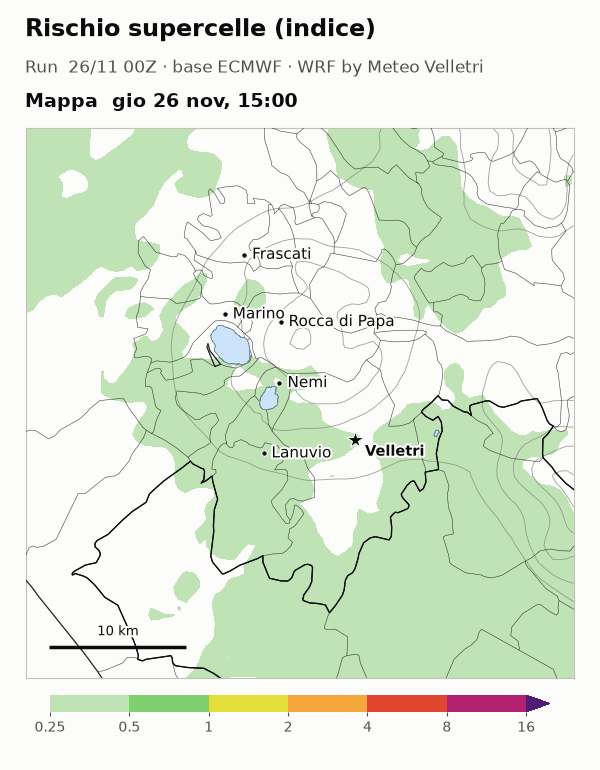 Rischio supercelle (indice)
Run  26/11 00Z · base ECMWF · WRF by Meteo Velletri
Mappa  gio 26 nov, 15:00
Frascati
Marino
Rocca di Papa
Nemi
Velletri
Lanuvio
10 km
0.25 0.5 1 2 4 8 16